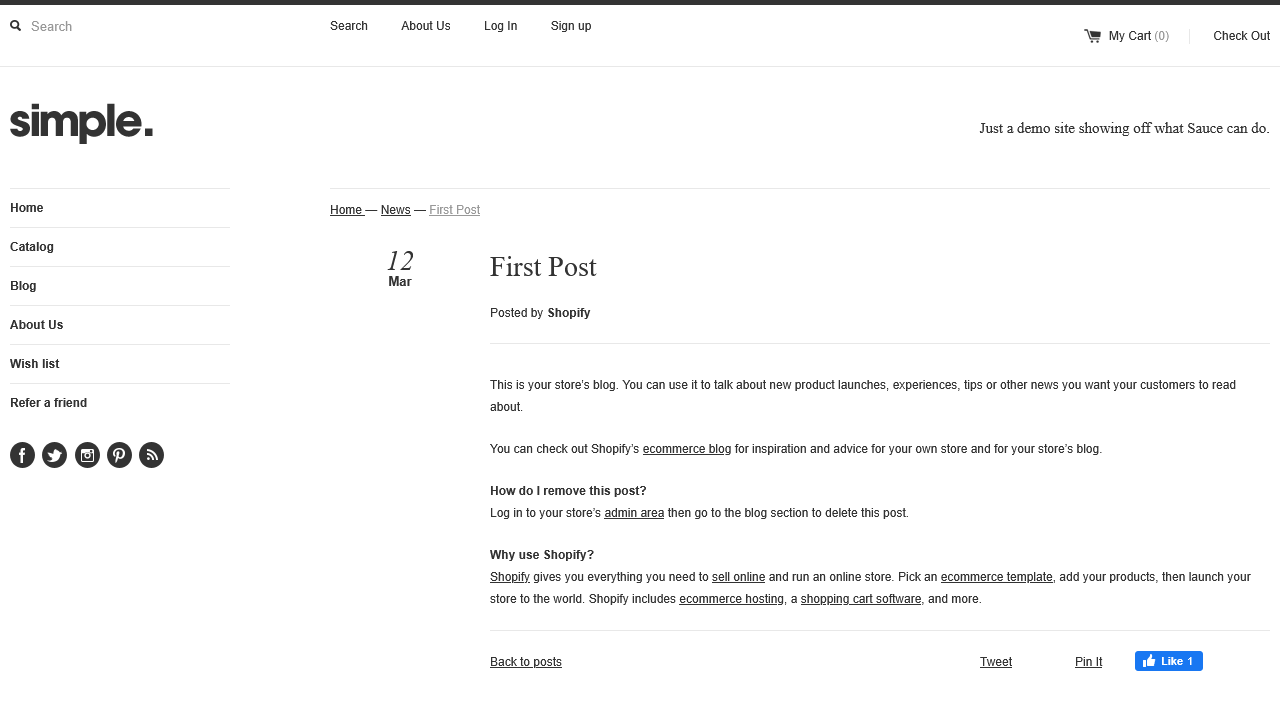 Search
Search About Us Log In Sign up
My Cart (0) Check Out
simple.
Just a demo site showing off what Sauce can do.
Home
Catalog
Blog
About Us
Wish list
Refer a friend
Home — News — First Post
12
Mar
First Post
Posted by Shopify
This is your store's blog. You can use it to talk about new product launches, experiences, tips or other news you want your customers to read
about.
You can check out Shopify's ecommerce blog for inspiration and advice for your own store and for your store's blog.
How do I remove this post?
Log in to your store's admin area then go to the blog section to delete this post.
Why use Shopify?
Shopify gives you everything you need to sell online and run an online store. Pick an ecommerce template, add your products, then launch your
store to the world. Shopify includes ecommerce hosting, a shopping cart software, and more.
Back to posts Tweet Pin It Like 1